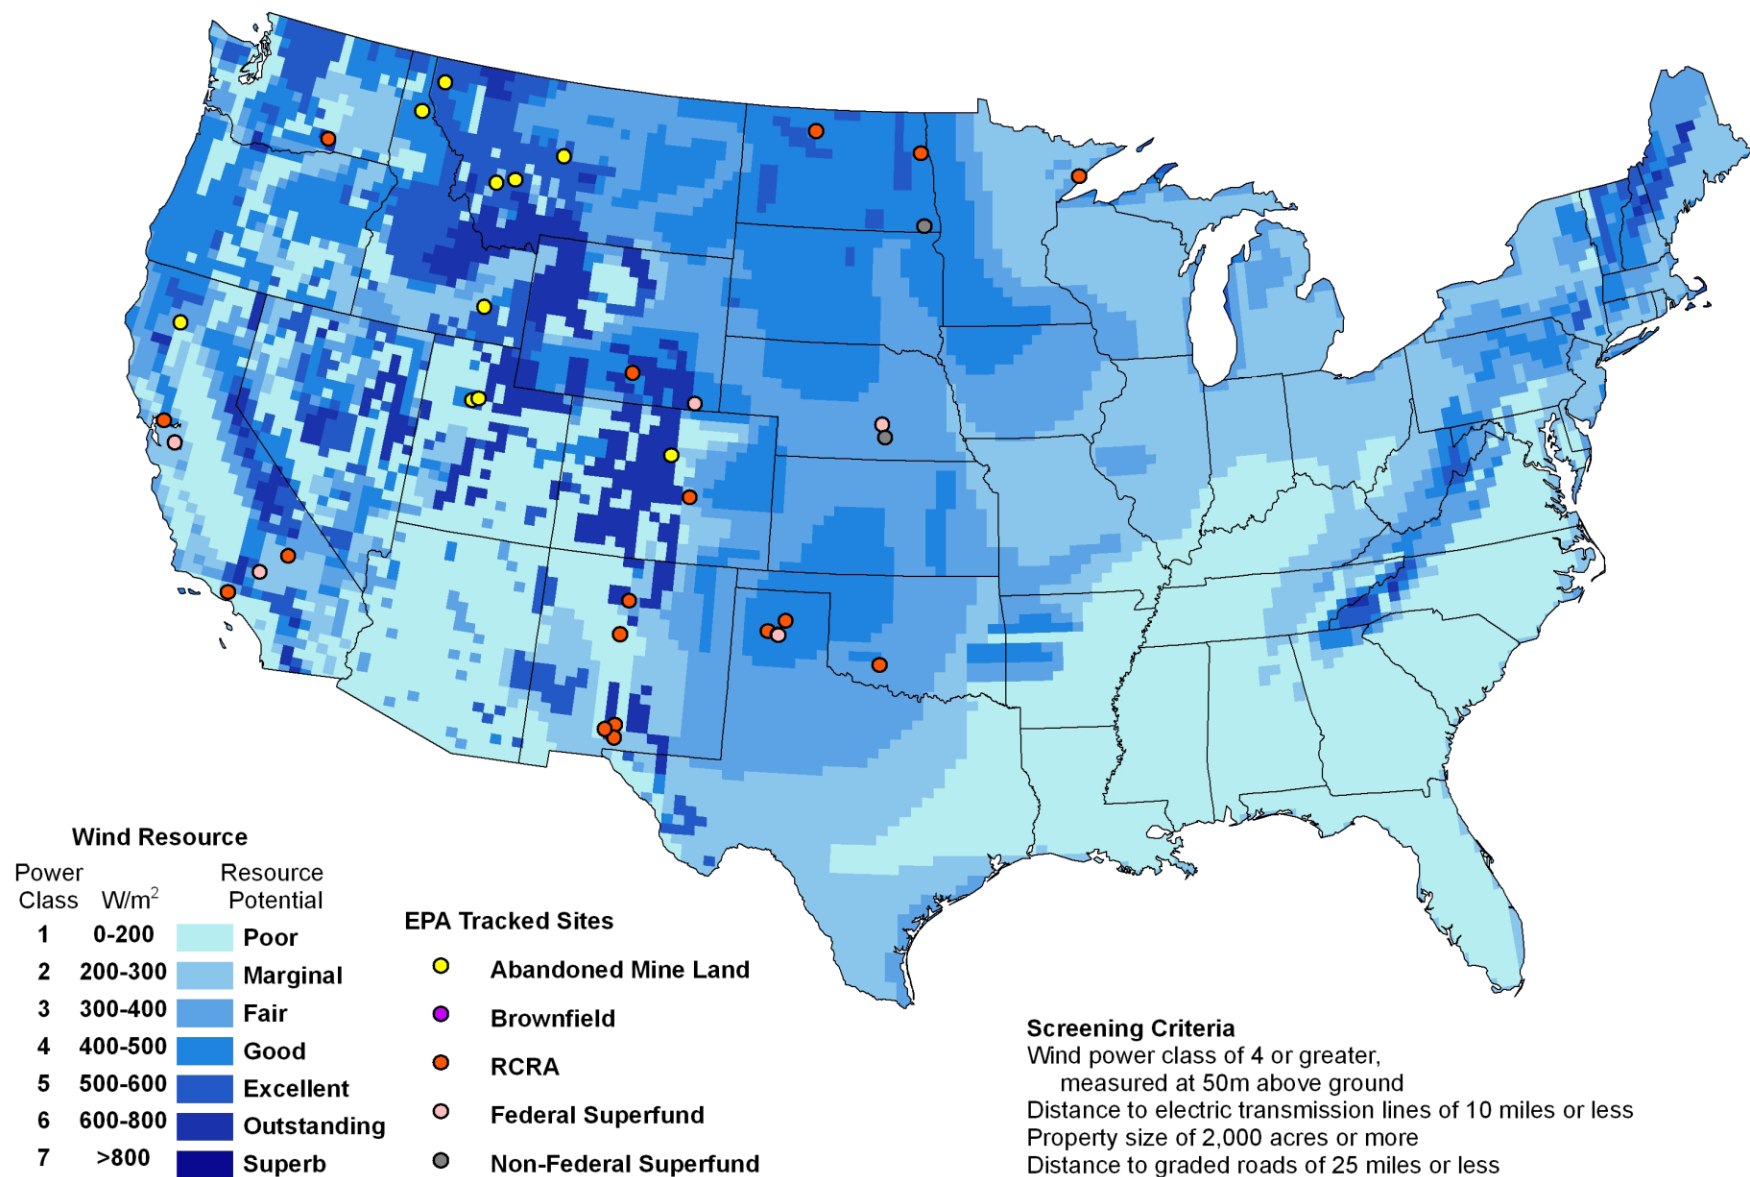 Wind Resource
Power Class W/m2 Resource Potential
1 0-200 Poor
2 200-300 Marginal
3 300-400 Fair
4 400-500 Good
5 500-600 Excellent
6 600-800 Outstanding
7 >800 Superb
EPA Tracked Sites
Abandoned Mine Land
Brownfield
RCRA
Federal Superfund
Non-Federal Superfund
Screening Criteria
Wind power class of 4 or greater,
measured at 50m above ground
Distance to electric transmission lines of 10 miles or less
Property size of 2,000 acres or more
Distance to graded roads of 25 miles or less